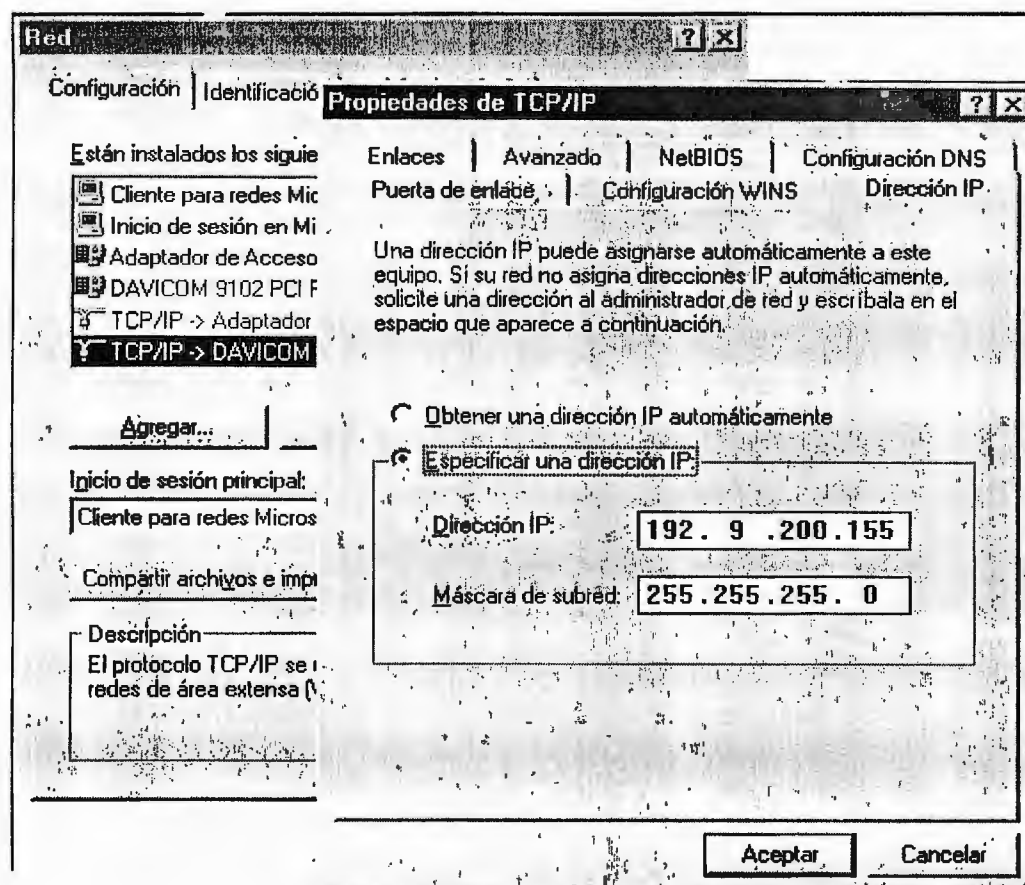 Red
Configuración Identificació
Están instalados los siguie
Cliente para redes Mic
Inicio de sesión en Mi
Adaptador de Acceso
DAVICOM 9102 PCI F
TCP/IP -> Adaptador
TCP/IP -> DAVICOM
Agregar...
Inicio de sesión principal:
Cliente para redes Micros
Compartir archivos e impr
Descripción
El protocolo TCP/IP se
redes de área extensa (
Propiedades de TCP/IP
Enlaces Avanzado NetBIOS Configuración DNS
Puerta de enlace Configuración WINS Dirección IP
Una dirección IP puede asignarse automáticamente a este
equipo. Si su red no asigna direcciones IP automáticamente,
solicite una dirección al administrador de red y escríbala en el
espacio que aparece a continuación.
Obtener una dirección IP automáticamente
Especificar una dirección IP:
Dirección IP: 192. 9 .200.155
Máscara de subred: 255.255.255. 0
Aceptar Cancelar